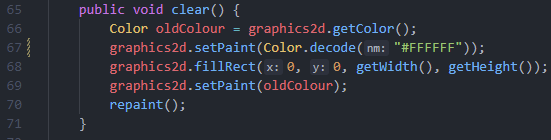 65 public void clear() {
66 Color oldColour = graphics2d.getColor();
67 graphics2d.setPaint(Color.decode( nm: "#FFFFFF"));
68 graphics2d.fillRect( x: 0, y: 0, getWidth(), getHeight());
69 graphics2d.setPaint(oldColour);
70 repaint();
71 }